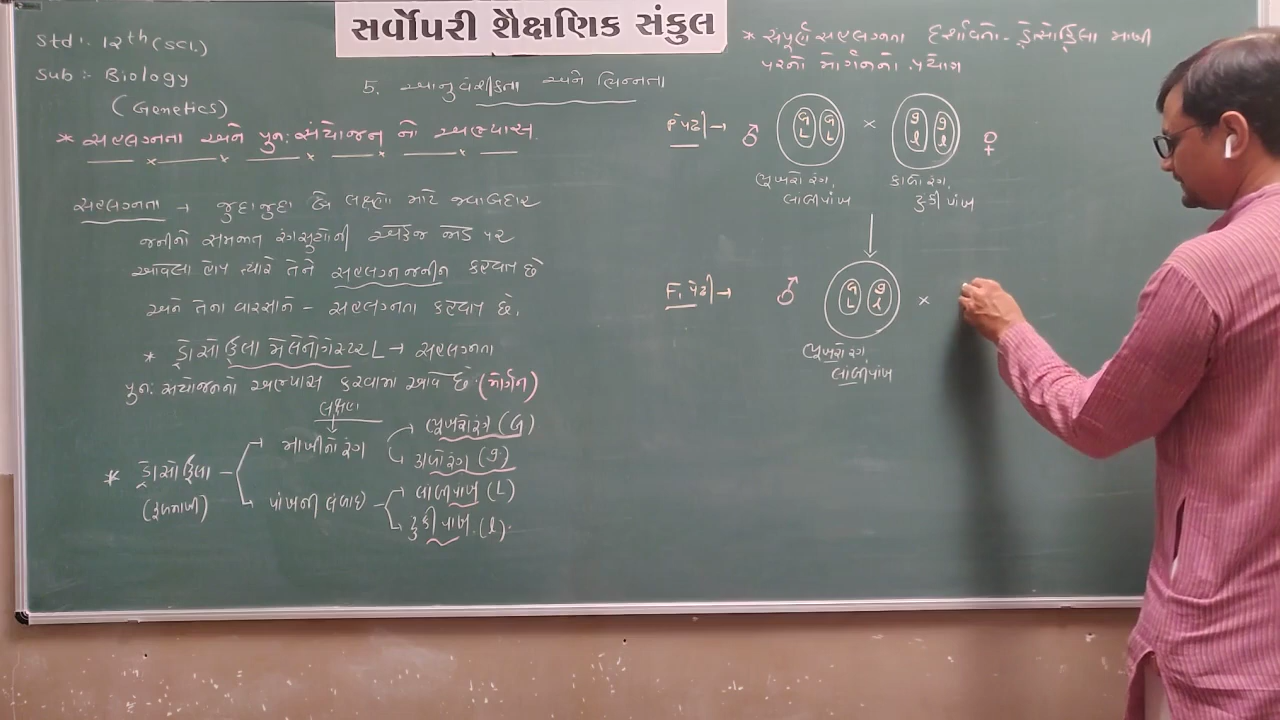 સર્વોપરી શૈક્ષણિક સંકુલ
Std :- 12th (Sci.)
Sub :- Biology
(Genetics)
5. આનુવંશીકતા અને ભિન્નતા
* સહલગ્નતા અને પુનઃસંયોજન નો અભ્યાસ.
સહલગ્નતા → જુદાજુદા બે લક્ષણો માટે જવાબદાર
જનીનો સમજાત રંગસુત્રોની એકજ જોડ પર
આવેલા હોય ત્યારે તેને સહલગ્ન જનીન કહેવાય છે
અને તેના વારસાને - સહલગ્નતા કહેવાય છે.
* ડ્રોસોફિલા મેલેનોગેસ્ટર → સહલગ્નતા
પુનઃ સંયોજનનો અભ્યાસ કરવામાં આવે છે (મોર્ગન)
લક્ષણ
* ડ્રોસોફિલા
(ફળમાખી)
માખીનો રંગ
ભૂખરો રંગ (G)
કાળો રંગ (g)
પાંખની લંબાઇ
લાંબી પાંખ (L)
ટુકી પાંખ (l)
* સંપૂર્ણ સહલગ્નતા દર્શાવતો - ડ્રોસોફિલા માખી
પરનો મોર્ગનનો પ્રયોગ
P પેઢી → ♂ G G L L × g g l l ♀
ભૂખરો રંગ, કાળો રંગ,
લાંબી પાંખ ટુકી પાંખ
F₁ પેઢી → ♂ G g L l ×
ભૂખરો રંગ
લાંબી પાંખ